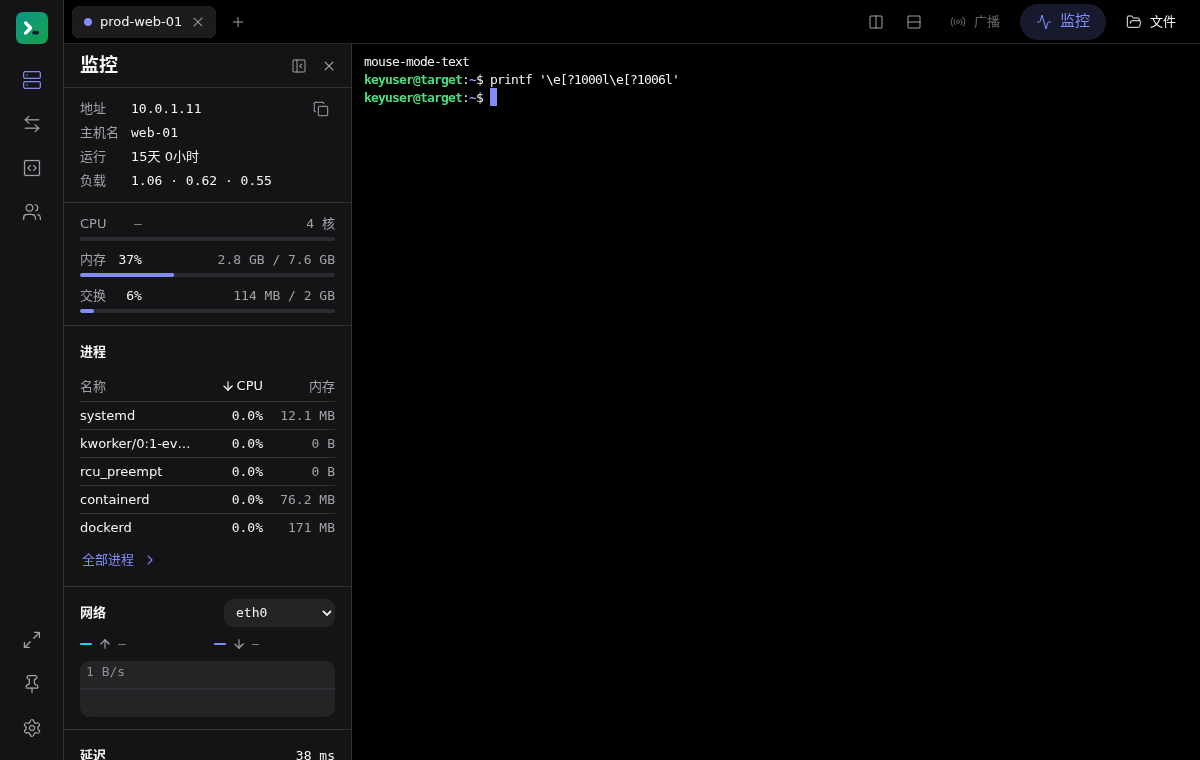 prod-web-01
广播
监控
文件
监控
地址 10.0.1.11
主机名 web-01
运行 15天 0小时
负载 1.06 · 0.62 · 0.55
CPU — 4 核
内存 37% 2.8 GB / 7.6 GB
交换 6% 114 MB / 2 GB
进程
名称 ↓ CPU 内存
systemd 0.0% 12.1 MB
kworker/0:1-ev… 0.0% 0 B
rcu_preempt 0.0% 0 B
containerd 0.0% 76.2 MB
dockerd 0.0% 171 MB
全部进程
网络 eth0
↑ — ↓ —
1 B/s
延迟 38 ms
mouse-mode-text
keyuser@target:~$ printf '\e[?1000l\e[?1006l'
keyuser@target:~$